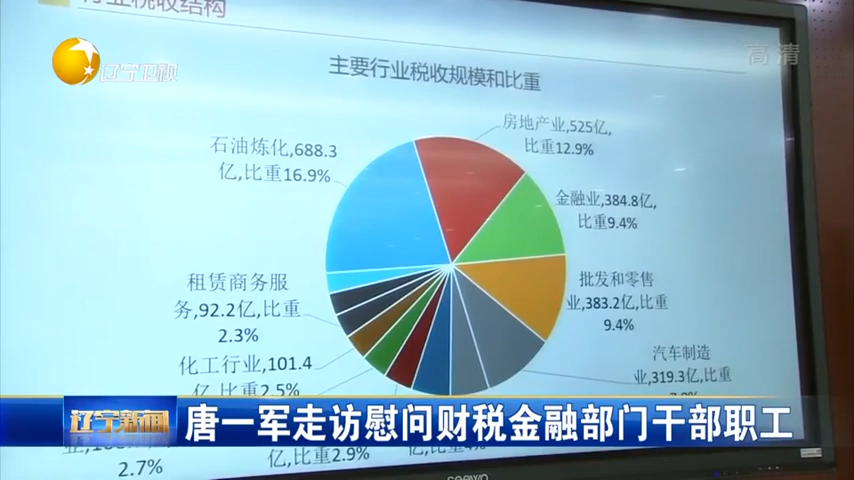 行业税收结构
辽宁卫视
高清
主要行业税收规模和比重
石油炼化,688.3
亿,比重16.9%
房地产业,525亿,
比重12.9%
金融业,384.8亿,
比重9.4%
租赁商务服
务,92.2亿,比重
2.3%
批发和零售
业,383.2亿,比重
9.4%
化工行业,101.4
亿,比重2.5%
汽车制造
业,319.3亿,比重
辽宁新闻
唐一军走访慰问财税金融部门干部职工
2.7%
亿,比重2.9%
seewo